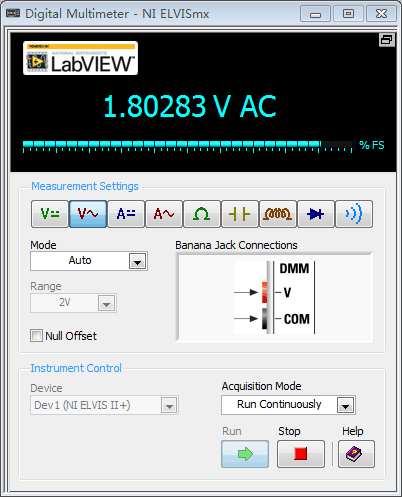 Digital Multimeter - NI ELVISmx
POWERED BY
NATIONAL INSTRUMENTS
LabVIEW™
1.80283 V AC
% FS
Measurement Settings
V= V~ A= A~ Ω
Mode
Banana Jack Connections
Auto
DMM
V
COM
Range
2V
Null Offset
Instrument Control
Device
Acquisition Mode
Dev1 (NI ELVIS II+)
Run Continuously
Run Stop Help